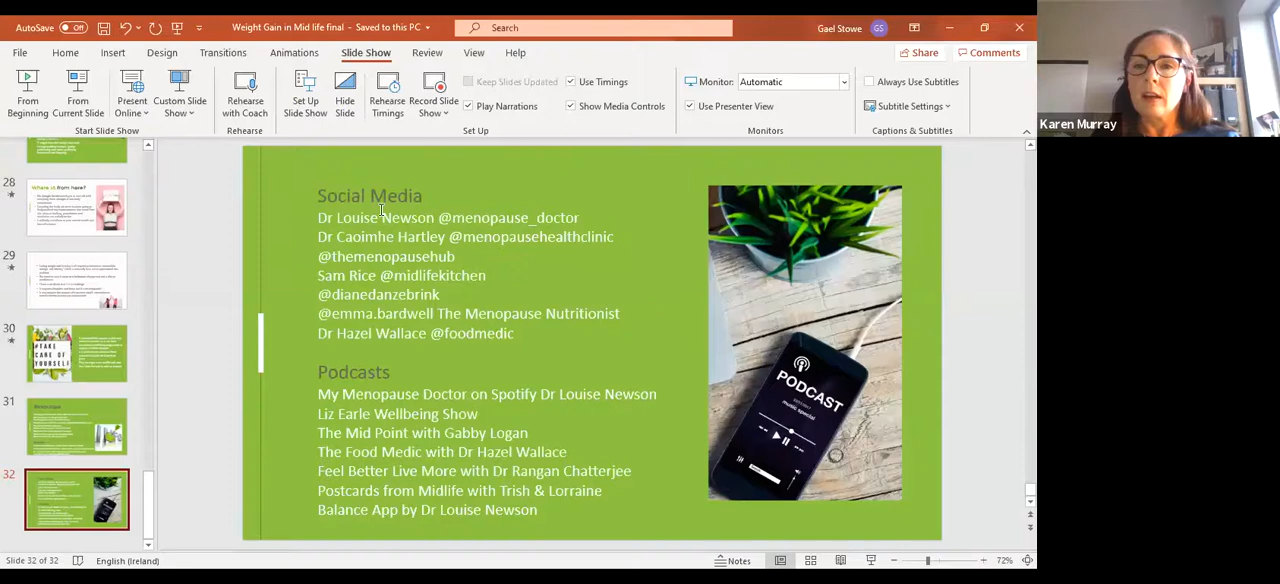 AutoSave Off
Weight Gain in Mid life final - Saved to this PC
Search
Gael Stowe GS
File Home Insert Design Transitions Animations Slide Show Review View Help
Share Comments
From Beginning
From Current Slide
Present Online
Custom Slide Show
Rehearse with Coach
Set Up Slide Show
Hide Slide
Rehearse Timings
Record Slide Show
Keep Slides Updated
Play Narrations
Use Timings
Show Media Controls
Monitor: Automatic
Use Presenter View
Always Use Subtitles
Subtitle Settings
Start Slide Show
Rehearse
Set Up
Monitors
Captions & Subtitles
Karen Murray
28
Where to from here?
29
30
#TAKE
CARE OF
YOURSELF
31
32
Social Media
Dr Louise Newson @menopause_doctor
Dr Caoimhe Hartley @menopausehealthclinic
@themenopausehub
Sam Rice @midlifekitchen
@dianedanzebrink
@emma.bardwell The Menopause Nutritionist
Dr Hazel Wallace @foodmedic
Podcasts
My Menopause Doctor on Spotify Dr Louise Newson
Liz Earle Wellbeing Show
The Mid Point with Gabby Logan
The Food Medic with Dr Hazel Wallace
Feel Better Live More with Dr Rangan Chatterjee
Postcards from Midlife with Trish & Lorraine
Balance App by Dr Louise Newson
PODCAST
music special
Slide 32 of 32
English (Ireland)
Notes
72%